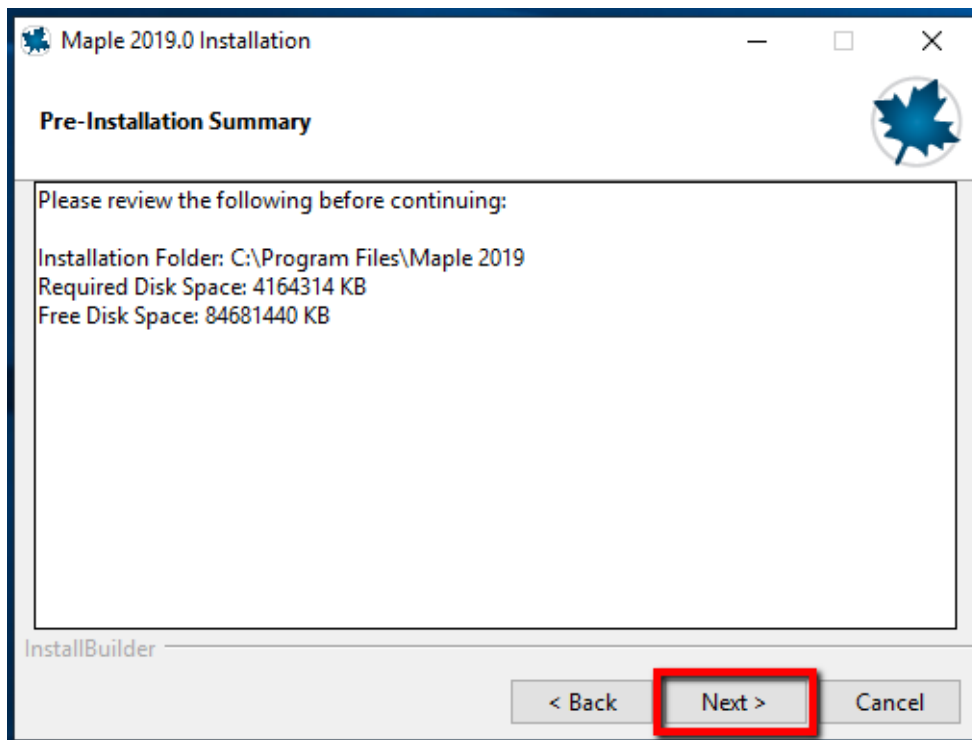 Maple 2019.0 Installation
Pre-Installation Summary
Please review the following before continuing:
Installation Folder: C:\Program Files\Maple 2019
Required Disk Space: 4164314 KB
Free Disk Space: 84681440 KB
InstallBuilder
< Back Next > Cancel